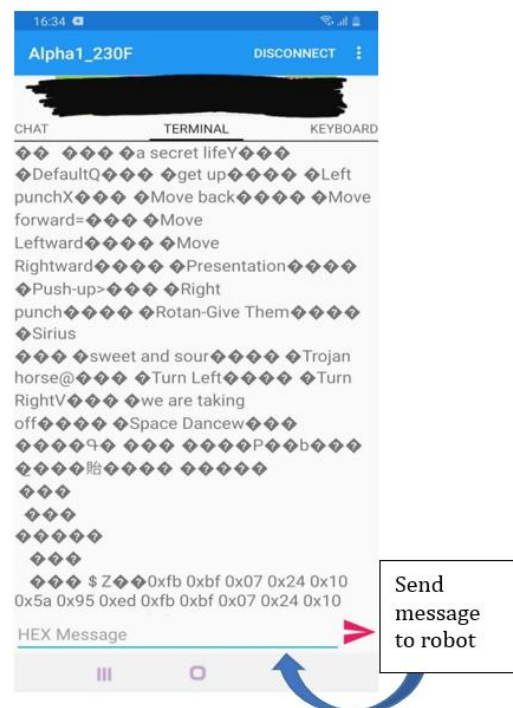 16:34
Alpha1_230F DISCONNECT
CHAT TERMINAL KEYBOARD
�� ��� �a secret lifeY���
�DefaultQ��� �get up���� �Left
punchX��� �Move back���� �Move
forward=��� �Move
Leftward���� �Move
Rightward���� �Presentation����
�Push-up>��� �Right
punch���� �Rotan-Give Them����
�Sirius
��� �sweet and sour���� �Trojan
horse@��� �Turn Left���� �Turn
RightV��� �we are taking
off���� �Space Dancew���
����ዓ� ��� ����P��b���
����貽���� �����
���
���
�����
���
��� $ Z��0xfb 0xbf 0x07 0x24 0x10
0x5a 0x95 0xed 0xfb 0xbf 0x07 0x24 0x10
HEX Message
Send
message
to robot